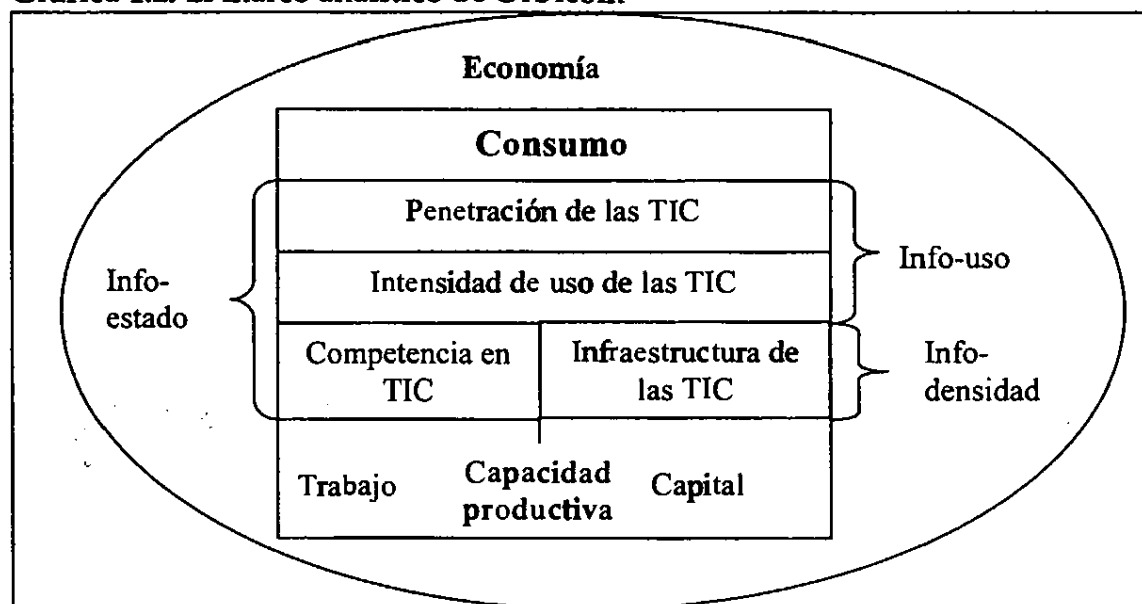 Economía
Consumo
Penetración de las TIC
Intensidad de uso de las TIC
Info-uso
Info-
estado
Competencia en
TIC
Infraestructura de
las TIC
Info-
densidad
Trabajo
Capacidad
productiva
Capital